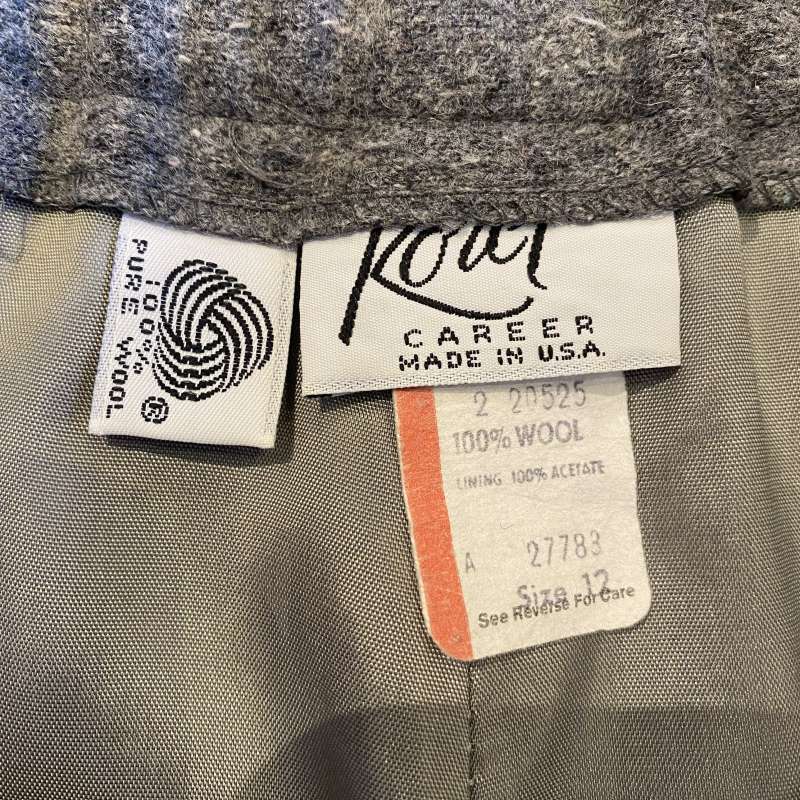 100%
PURE WOOL
®
Koret
CAREER
MADE IN U.S.A.
2 20525
100% WOOL
LINING 100% ACETATE
A 27783
Size 12
See Reverse For Care